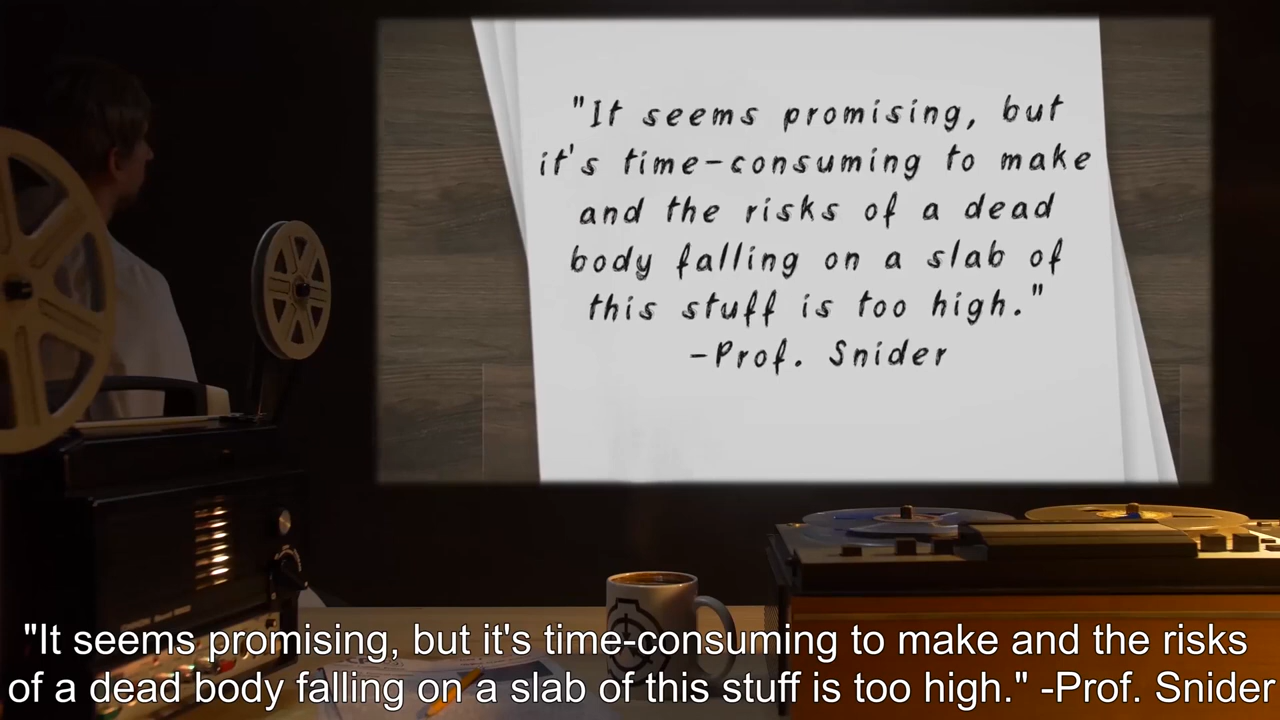 "It seems promising, but
it's time-consuming to make
and the risks of a dead
body falling on a slab of
this stuff is too high."
-Prof. Snider
"It seems promising, but it's time-consuming to make and the risks
of a dead body falling on a slab of this stuff is too high." -Prof. Snider